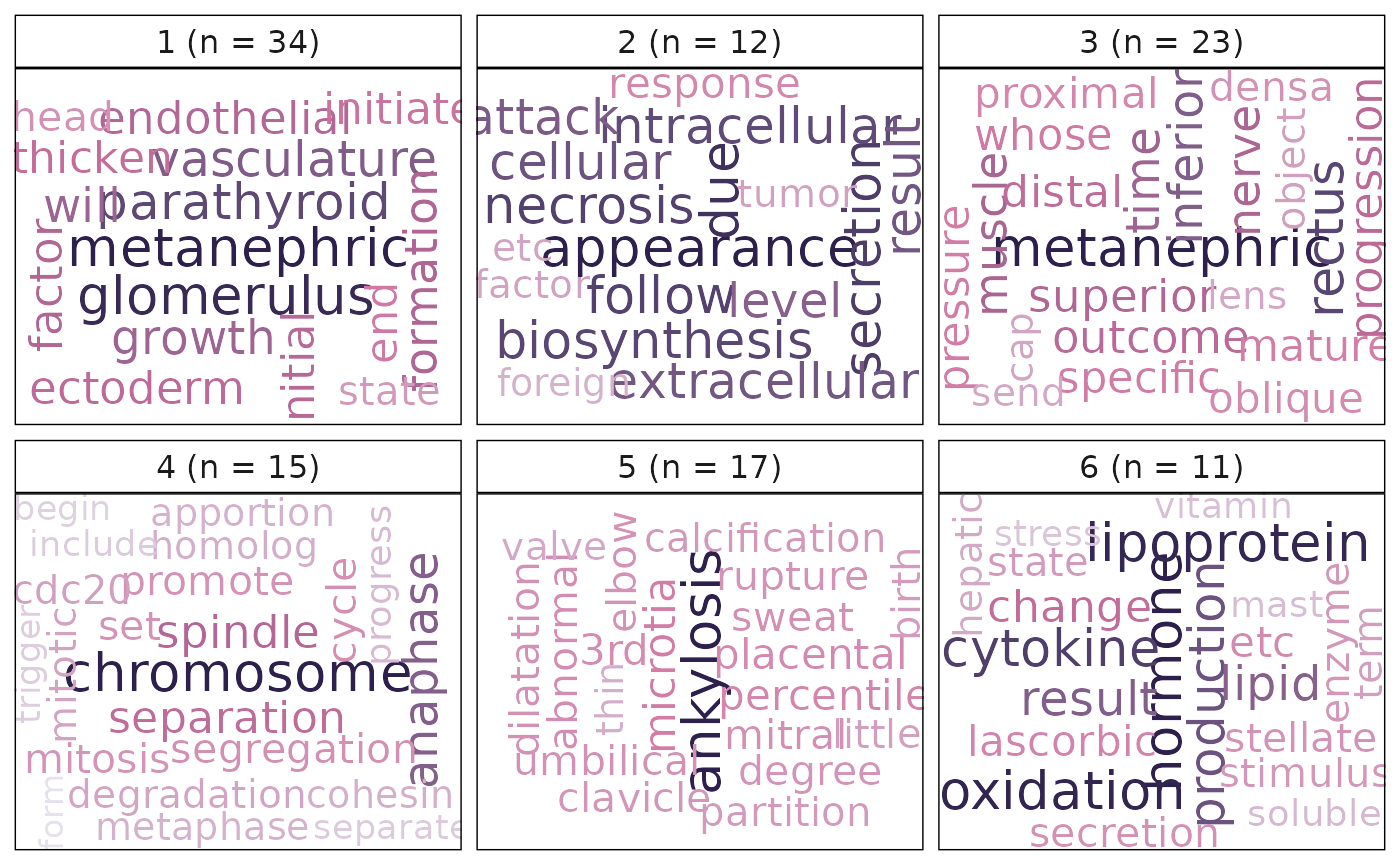 1 (n = 34)
head
endothelial
initiate
thicken
vasculature
will
parathyroid
factor
metanephric
formation
glomerulus
end
growth
initial
ectoderm
state
2 (n = 12)
response
attack
intracellular
cellular
due
result
necrosis
tumor
secretion
etc
appearance
factor
follow
level
biosynthesis
foreign
extracellular
3 (n = 23)
proximal
densa
inferior
progression
whose
time
nerve
object
muscle
distal
rectus
pressure
metanephric
superior
lens
cap
outcome
mature
send
specific
oblique
4 (n = 15)
begin
apportion
include
homolog
progress
cdc20
promote
cycle
anaphase
trigger
mitotic
set
spindle
chromosome
separation
mitosis
segregation
form
degradation
cohesin
metaphase
separate
5 (n = 17)
valve
elbow
calcification
dilatation
abnormal
rupture
birth
microtia
ankylosis
sweat
3rd
thin
placental
percentile
mitral
little
umbilical
degree
clavicle
partition
6 (n = 11)
hepatic
vitamin
stress
lipoprotein
state
hormone
production
enzyme
change
mast
term
cytokine
etc
result
lipid
lascorbic
stellate
oxidation
stimulus
soluble
secretion